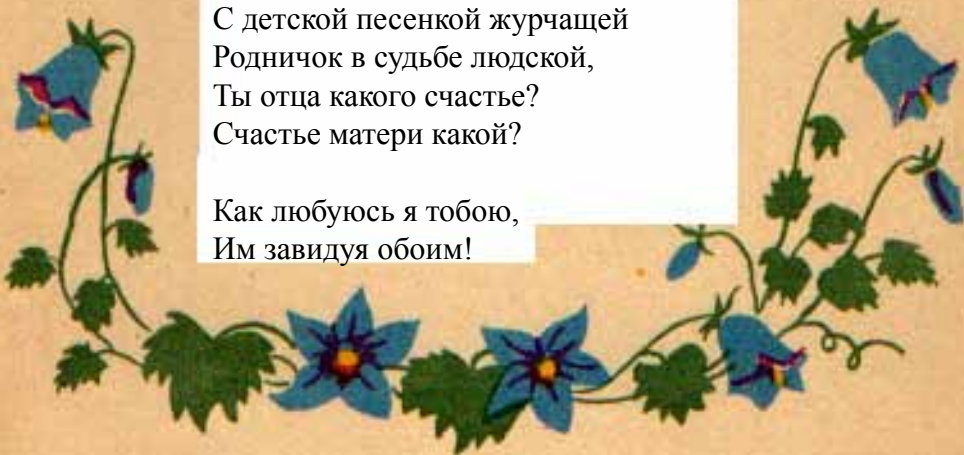 С детской песенкой журчащей
Родничок в судьбе людской,
Ты отца какого счастье?
Счастье матери какой?

Как любуюсь я тобою,
Им завидуя обоим!